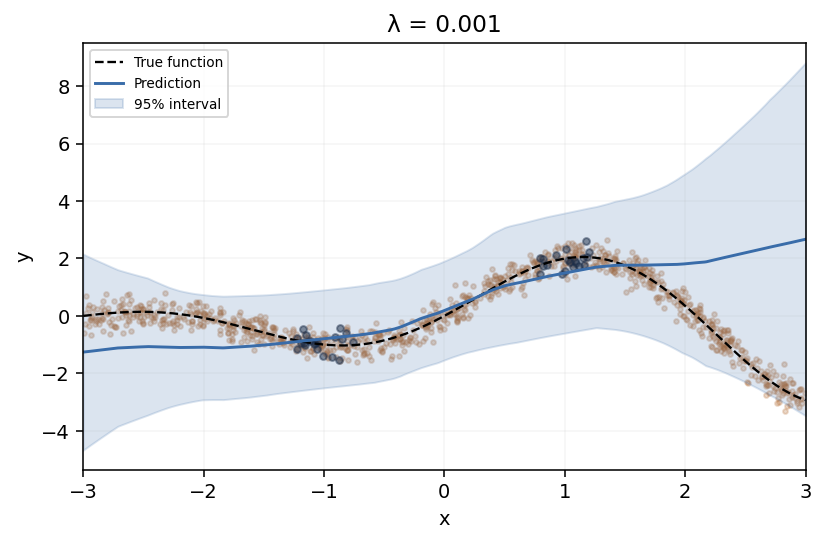 λ = 0.001
True function
Prediction
95% interval
y
8
6
4
2
0
−2
−4
−3 −2 −1 0 1 2 3
x